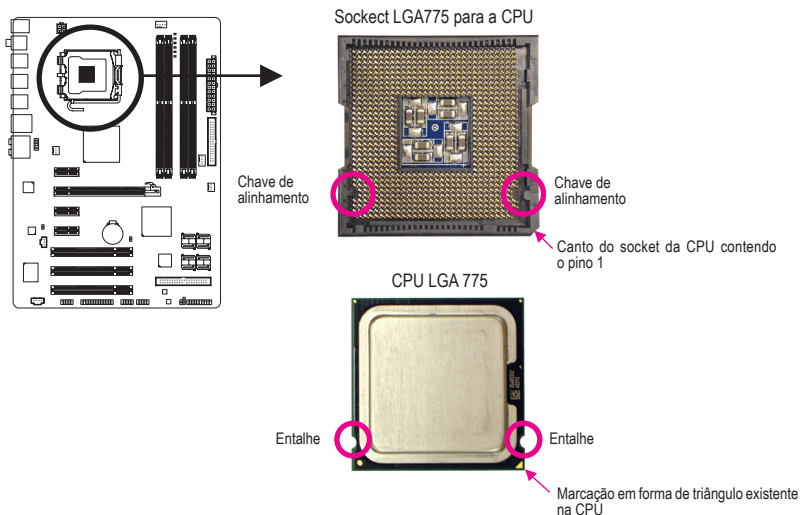 Sockect LGA775 para a CPU
Chave de
alinhamento
Chave de
alinhamento
Canto do socket da CPU contendo
o pino 1
CPU LGA 775
Entalhe
Entalhe
Marcação em forma de triângulo existente
na CPU